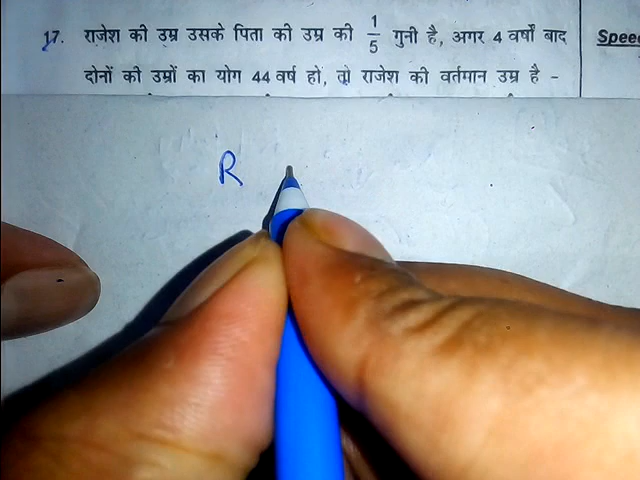 17. राजेश की उम्र उसके पिता की उम्र की 1/5 गुनी है, अगर 4 वर्षों बाद
दोनों की उम्रों का योग 44 वर्ष हो, तो राजेश की वर्तमान उम्र है -
R